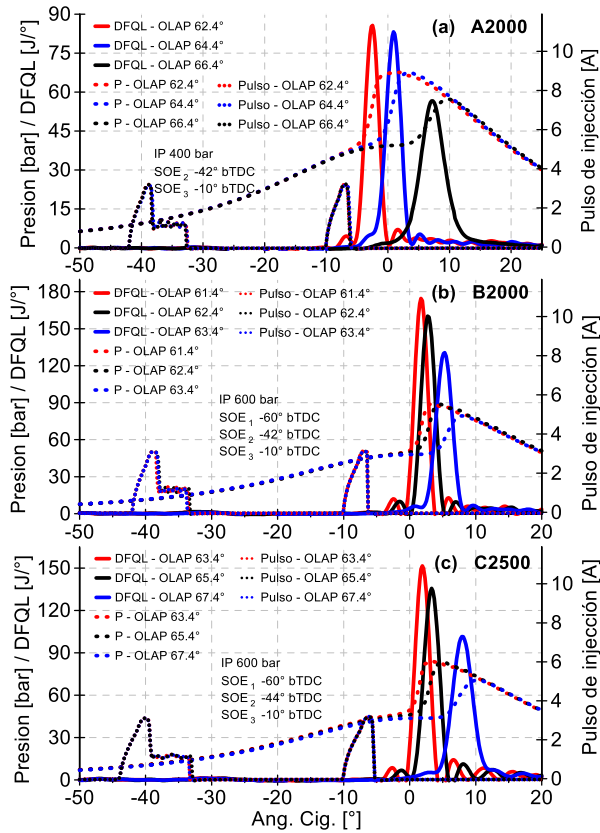 (a) A2000
DFQL - OLAP 62.4°
DFQL - OLAP 64.4°
DFQL - OLAP 66.4°
P - OLAP 62.4° Pulso - OLAP 62.4°
P - OLAP 64.4° Pulso - OLAP 64.4°
P - OLAP 66.4° Pulso - OLAP 66.4°
IP 400 bar
SOE2 -42° bTDC
SOE3 -10° bTDC
Presion [bar] / DFQL [J/°]
90
75
60
45
30
15
0
Pulso de inyección [A]
10
8
6
4
2
0
-50 -40 -30 -20 -10 0 10 20
(b) B2000
DFQL - OLAP 61.4° Pulso - OLAP 61.4°
DFQL - OLAP 62.4° Pulso - OLAP 62.4°
DFQL - OLAP 63.4° Pulso - OLAP 63.4°
P - OLAP 61.4°
P - OLAP 62.4°
P - OLAP 63.4°
IP 600 bar
SOE1 -60° bTDC
SOE2 -42° bTDC
SOE3 -10° bTDC
Presion [bar] / DFQL [J/°]
180
150
120
90
60
30
0
Pulso de inyección [A]
10
8
6
4
2
0
-50 -40 -30 -20 -10 0 10 20
(c) C2500
DFQL - OLAP 63.4° Pulso - OLAP 63.4°
DFQL - OLAP 65.4° Pulso - OLAP 65.4°
DFQL - OLAP 67.4° Pulso - OLAP 67.4°
P - OLAP 63.4°
P - OLAP 65.4°
P - OLAP 67.4°
IP 600 bar
SOE1 -60° bTDC
SOE2 -44° bTDC
SOE3 -10° bTDC
Presion [bar] / DFQL [J/°]
150
120
90
60
30
0
Pulso de inyección [A]
10
8
6
4
2
0
-50 -40 -30 -20 -10 0 10 20
Ang. Cig. [°]